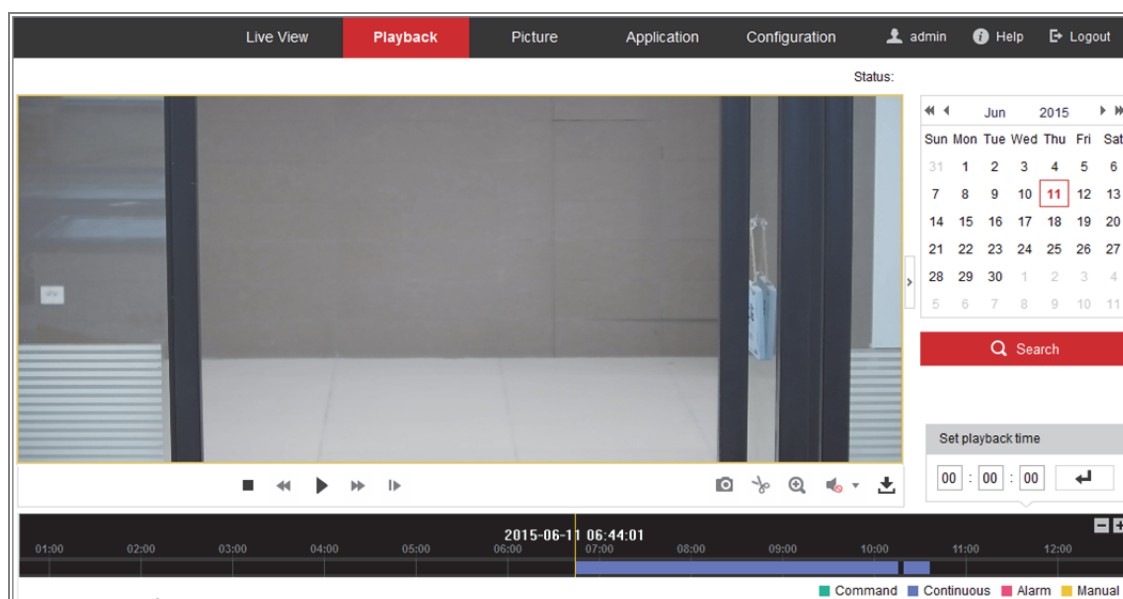 Live View Playback Picture Application Configuration admin Help Logout
Status:
Jun 2015
Sun Mon Tue Wed Thu Fri Sat
31 1 2 3 4 5 6
7 8 9 10 11 12 13
14 15 16 17 18 19 20
21 22 23 24 25 26 27
28 29 30 1 2 3 4
5 6 7 8 9 10 11
Search
Set playback time
00 : 00 : 00
2015-06-11 06:44:01
01:00 02:00 03:00 04:00 05:00 06:00 07:00 08:00 09:00 10:00 11:00 12:00
Command Continuous Alarm Manual